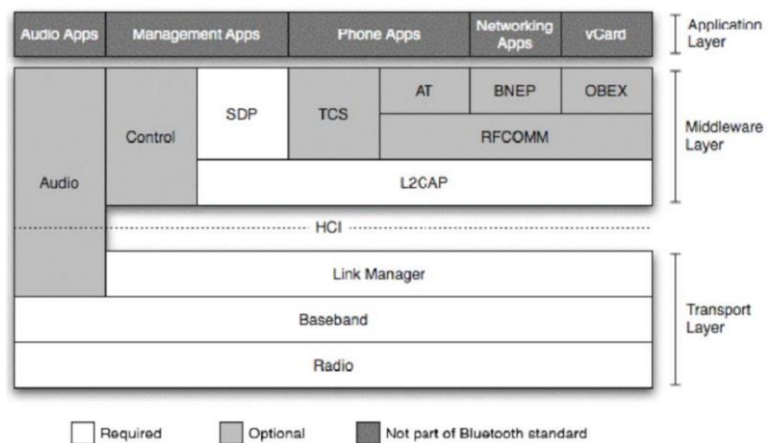 Audio Apps
Management Apps
Phone Apps
Networking
Apps
vCard
Application
Layer
Audio
Control
SDP
TCS
AT
BNEP
OBEX
RFCOMM
L2CAP
Middleware
Layer
HCI
Link Manager
Baseband
Radio
Transport
Layer
Required
Optional
Not part of Bluetooth standard